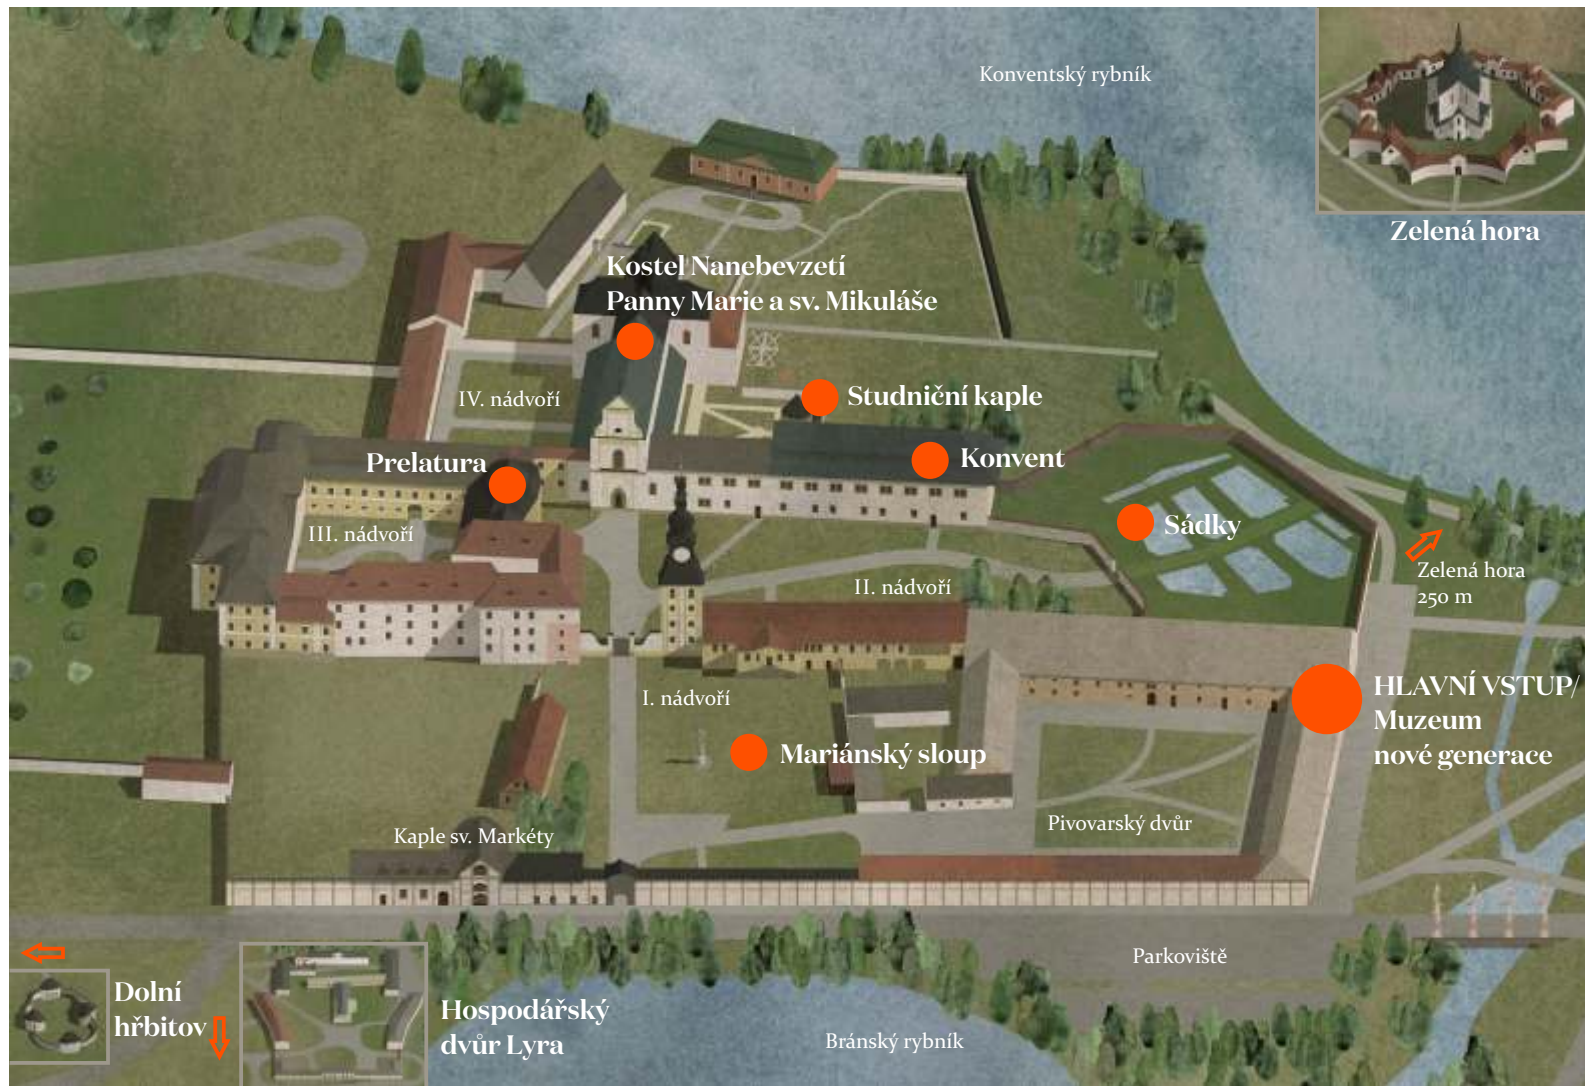 Konventský rybník
Zelená hora
Kostel Nanebevzetí
Panny Marie a sv. Mikuláše
IV. nádvoří
Studniční kaple
Prelatura
Konvent
III. nádvoří
Sádky
II. nádvoří
Zelená hora
250 m
I. nádvoří
HLAVNÍ VSTUP/
Muzeum
nové generace
Mariánský sloup
Kaple sv. Markéty
Pivovarský dvůr
Parkoviště
Dolní
hřbitov
Hospodářský
dvůr Lyra
Bránský rybník